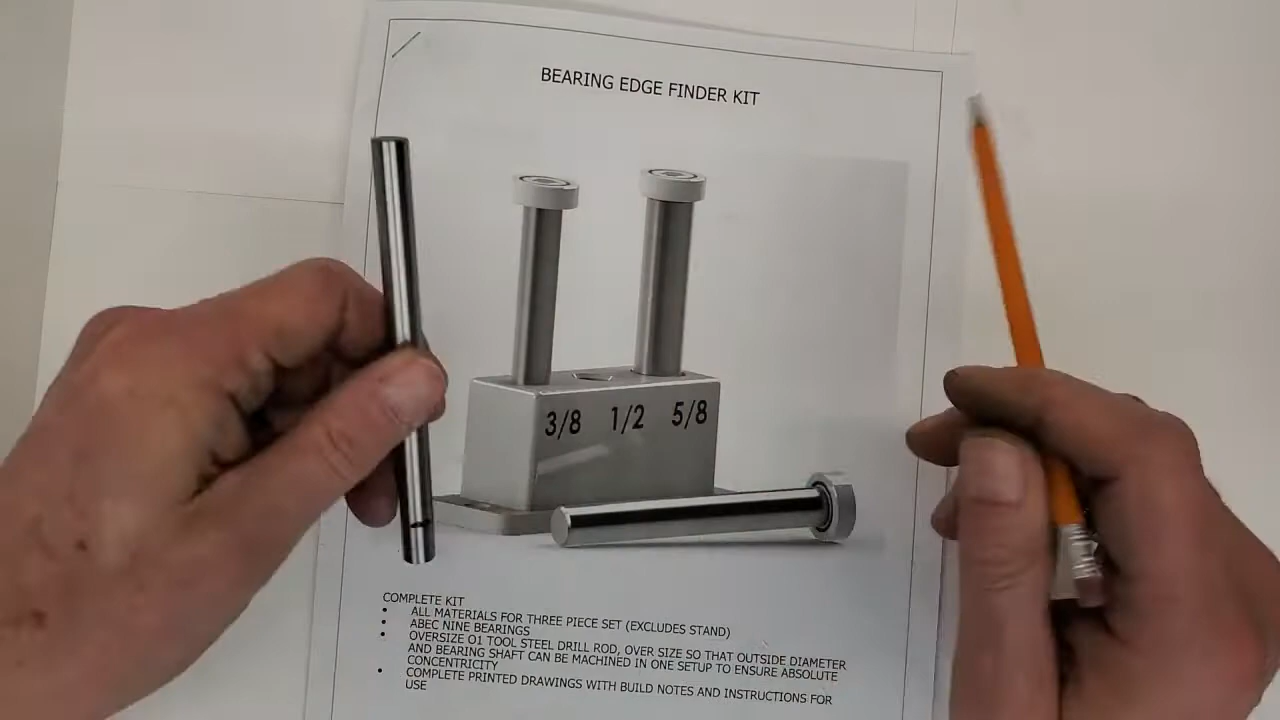 BEARING EDGE FINDER KIT
3/8 1/2 5/8
COMPLETE KIT
• ALL MATERIALS FOR THREE PIECE SET (EXCLUDES STAND)
• ABEC NINE BEARINGS
• OVERSIZE O1 TOOL STEEL DRILL ROD, OVER SIZE SO THAT OUTSIDE DIAMETER
AND BEARING SHAFT CAN BE MACHINED IN ONE SETUP TO ENSURE ABSOLUTE
CONCENTRICITY
• COMPLETE PRINTED DRAWINGS WITH BUILD NOTES AND INSTRUCTIONS FOR
USE